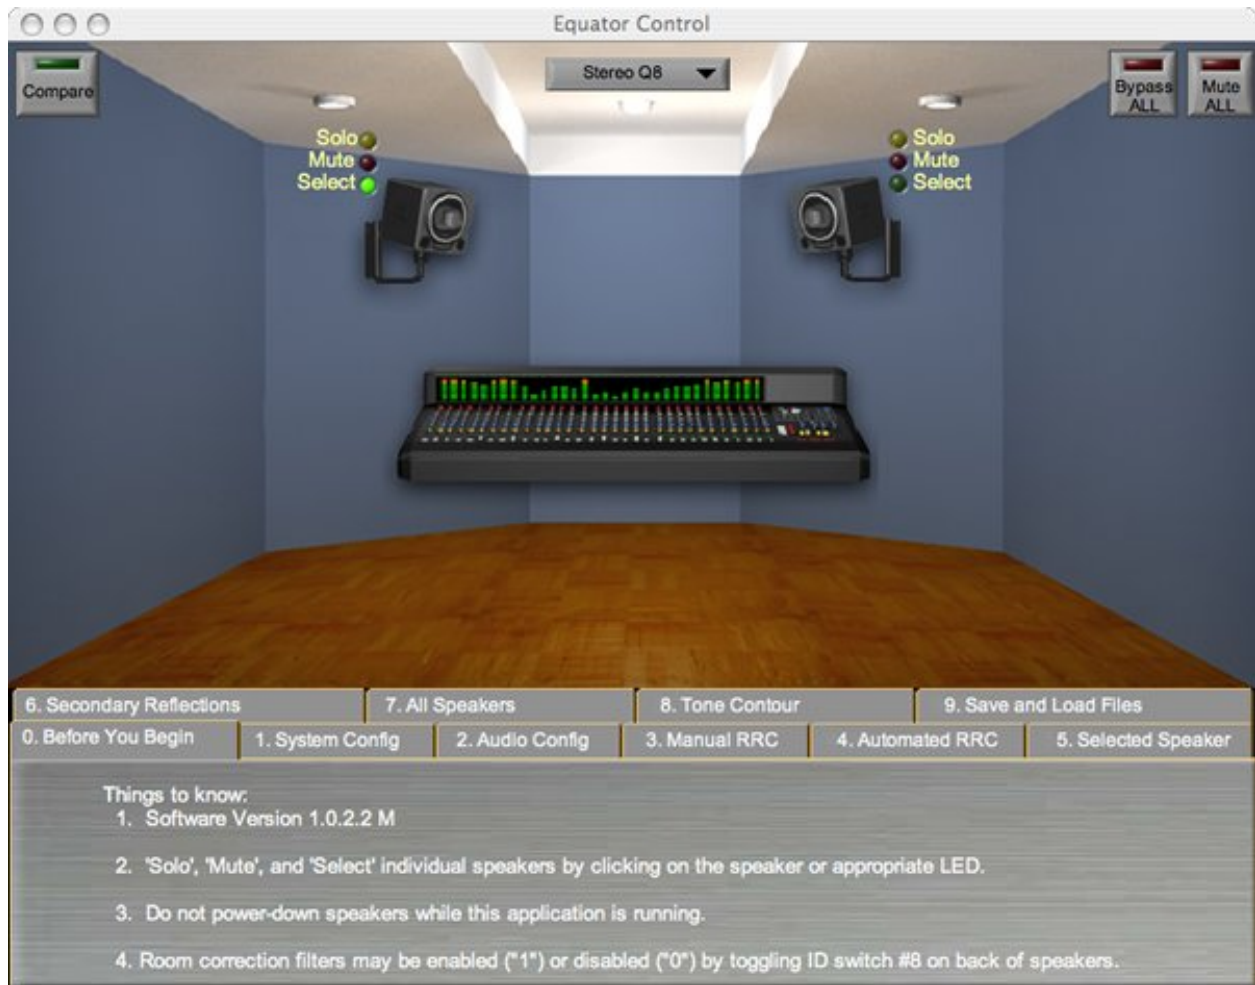 Equator Control
Compare
Stereo Q8
Bypass
ALL
Mute
ALL
Solo
Mute
Select
Solo
Mute
Select
6. Secondary Reflections
7. All Speakers
8. Tone Contour
9. Save and Load Files
0. Before You Begin
1. System Config
2. Audio Config
3. Manual RRC
4. Automated RRC
5. Selected Speaker
Things to know:
1. Software Version 1.0.2.2 M
2. 'Solo', 'Mute', and 'Select' individual speakers by clicking on the speaker or appropriate LED.
3. Do not power-down speakers while this application is running.
4. Room correction filters may be enabled ("1") or disabled ("0") by toggling ID switch #8 on back of speakers.